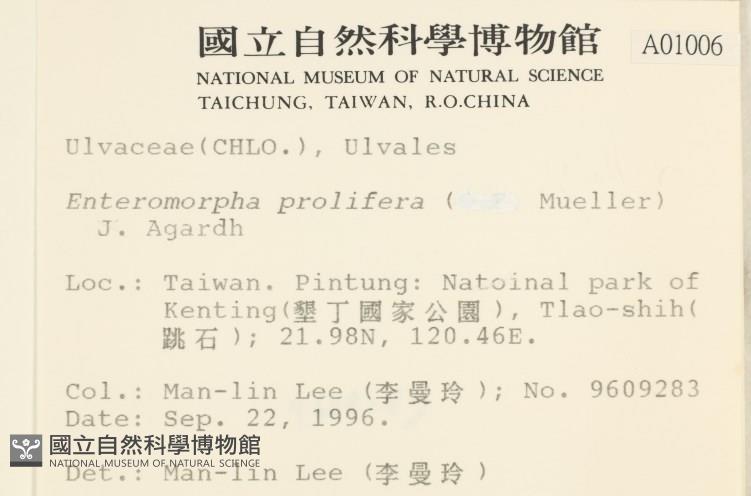 國立自然科學博物館
A01006
NATIONAL MUSEUM OF NATURAL SCIENCE
TAICHUNG, TAIWAN, R.O.CHINA
Ulvaceae(CHLO.), Ulvales
Enteromorpha prolifera ( Mueller)
J. Agardh
Loc.: Taiwan. Pintung: Natoinal park of
Kenting(墾丁國家公園), Tlao-shih(
跳石); 21.98N, 120.46E.
Col.: Man-lin Lee (李曼玲); No. 9609283
Date: Sep. 22, 1996.
國立自然科學博物館
NATIONAL MUSEUM OF NATURAL SCIENCE
Det.: Man-lin Lee (李曼玲)